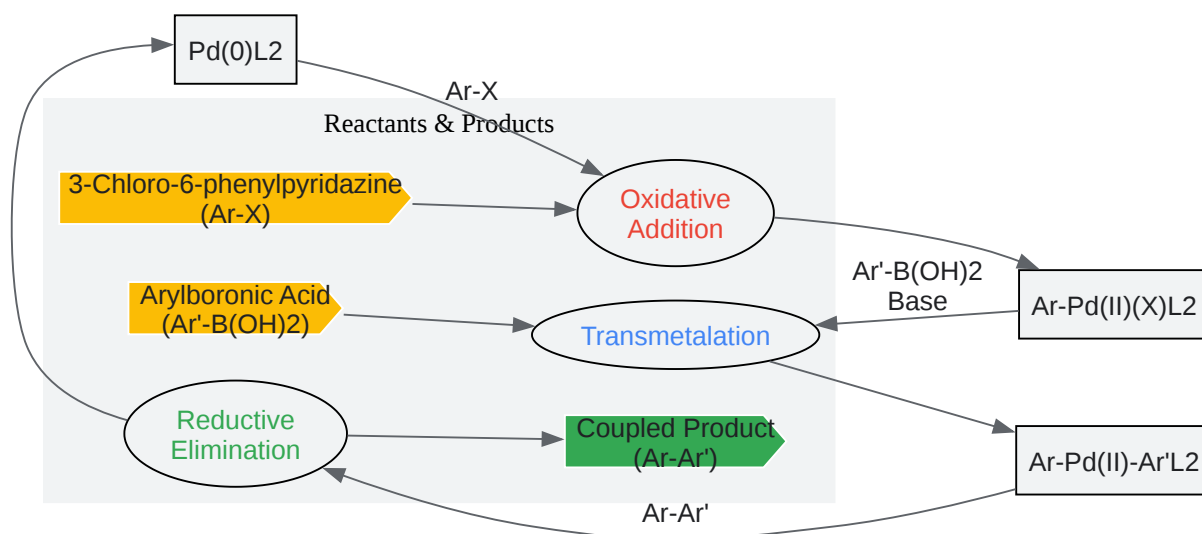 Pd(0)L2
Ar-X
Reactants & Products
3-Chloro-6-phenylpyridazine
(Ar-X)
Oxidative
Addition
Ar'-B(OH)2
Base
Ar-Pd(II)(X)L2
Arylboronic Acid
(Ar'-B(OH)2)
Transmetalation
Reductive
Elimination
Coupled Product
(Ar-Ar')
Ar-Pd(II)-Ar'L2
Ar-Ar'